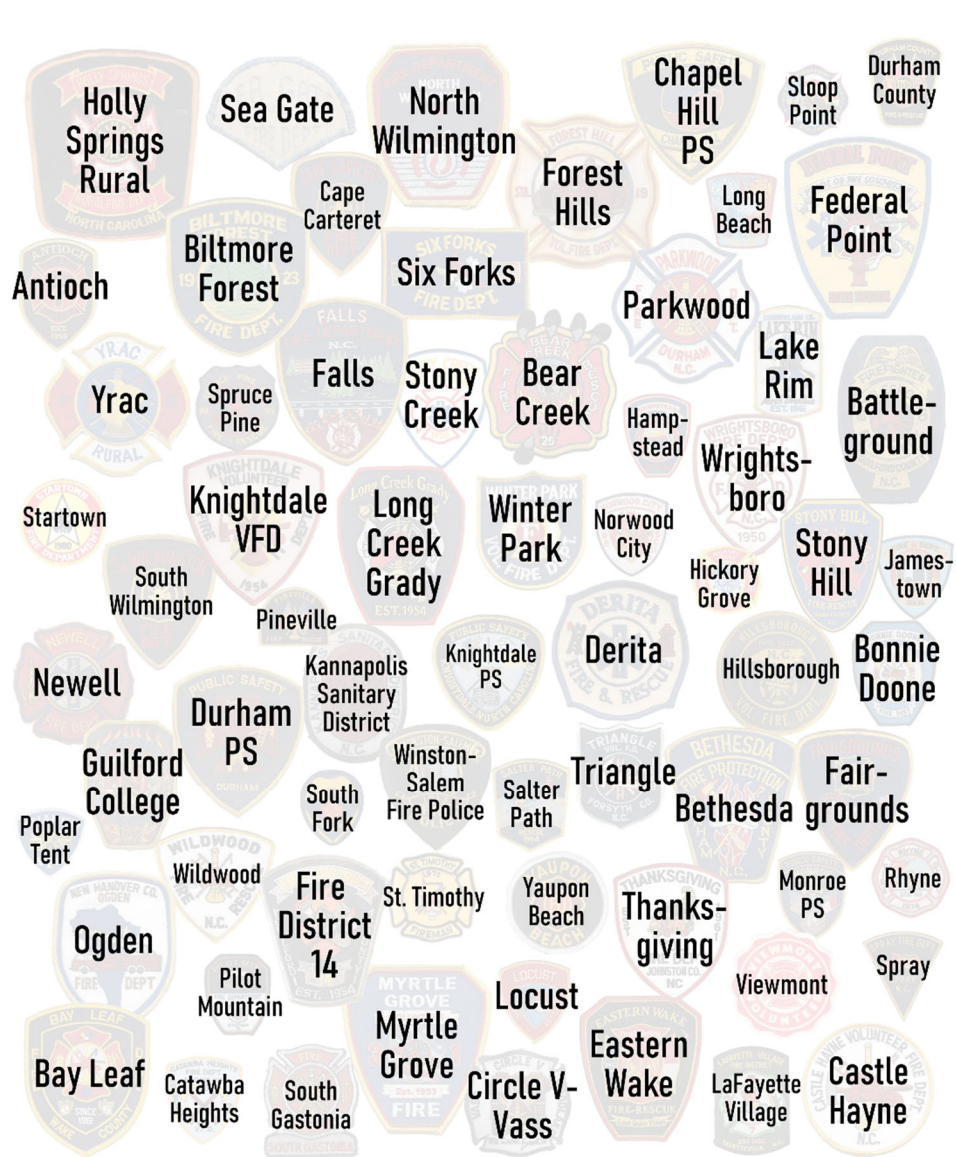 Holly
Springs
Rural
Sea Gate
North
Wilmington
Chapel
Hill
PS
Sloop
Point
Durham
County
Cape
Carteret
Forest
Hills
Long
Beach
Federal
Point
Antioch
Biltmore
Forest
Six Forks
Parkwood
Yrac
Spruce
Pine
Falls
Stony
Creek
Bear
Creek
Lake
Rim
Hamp-
stead
Battle-
ground
Wrights-
boro
Startown
Knightdale
VFD
Long
Creek
Grady
Winter
Park
Norwood
City
Hickory
Grove
Stony
Hill
James-
town
South
Wilmington
Pineville
Newell
Kannapolis
Sanitary
District
Knightdale
PS
Derita
Hillsborough
Bonnie
Doone
Durham
PS
Guilford
College
South
Fork
Winston-
Salem
Fire Police
Salter
Path
Triangle
Bethesda
Fair-
grounds
Poplar
Tent
Wildwood
Fire
District
14
St. Timothy
Yaupon
Beach
Thanks-
giving
Monroe
PS
Rhyne
Ogden
Pilot
Mountain
Locust
Viewmont
Spray
Bay Leaf
Catawba
Heights
South
Gastonia
Myrtle
Grove
Circle V-
Vass
Eastern
Wake
LaFayette
Village
Castle
Hayne